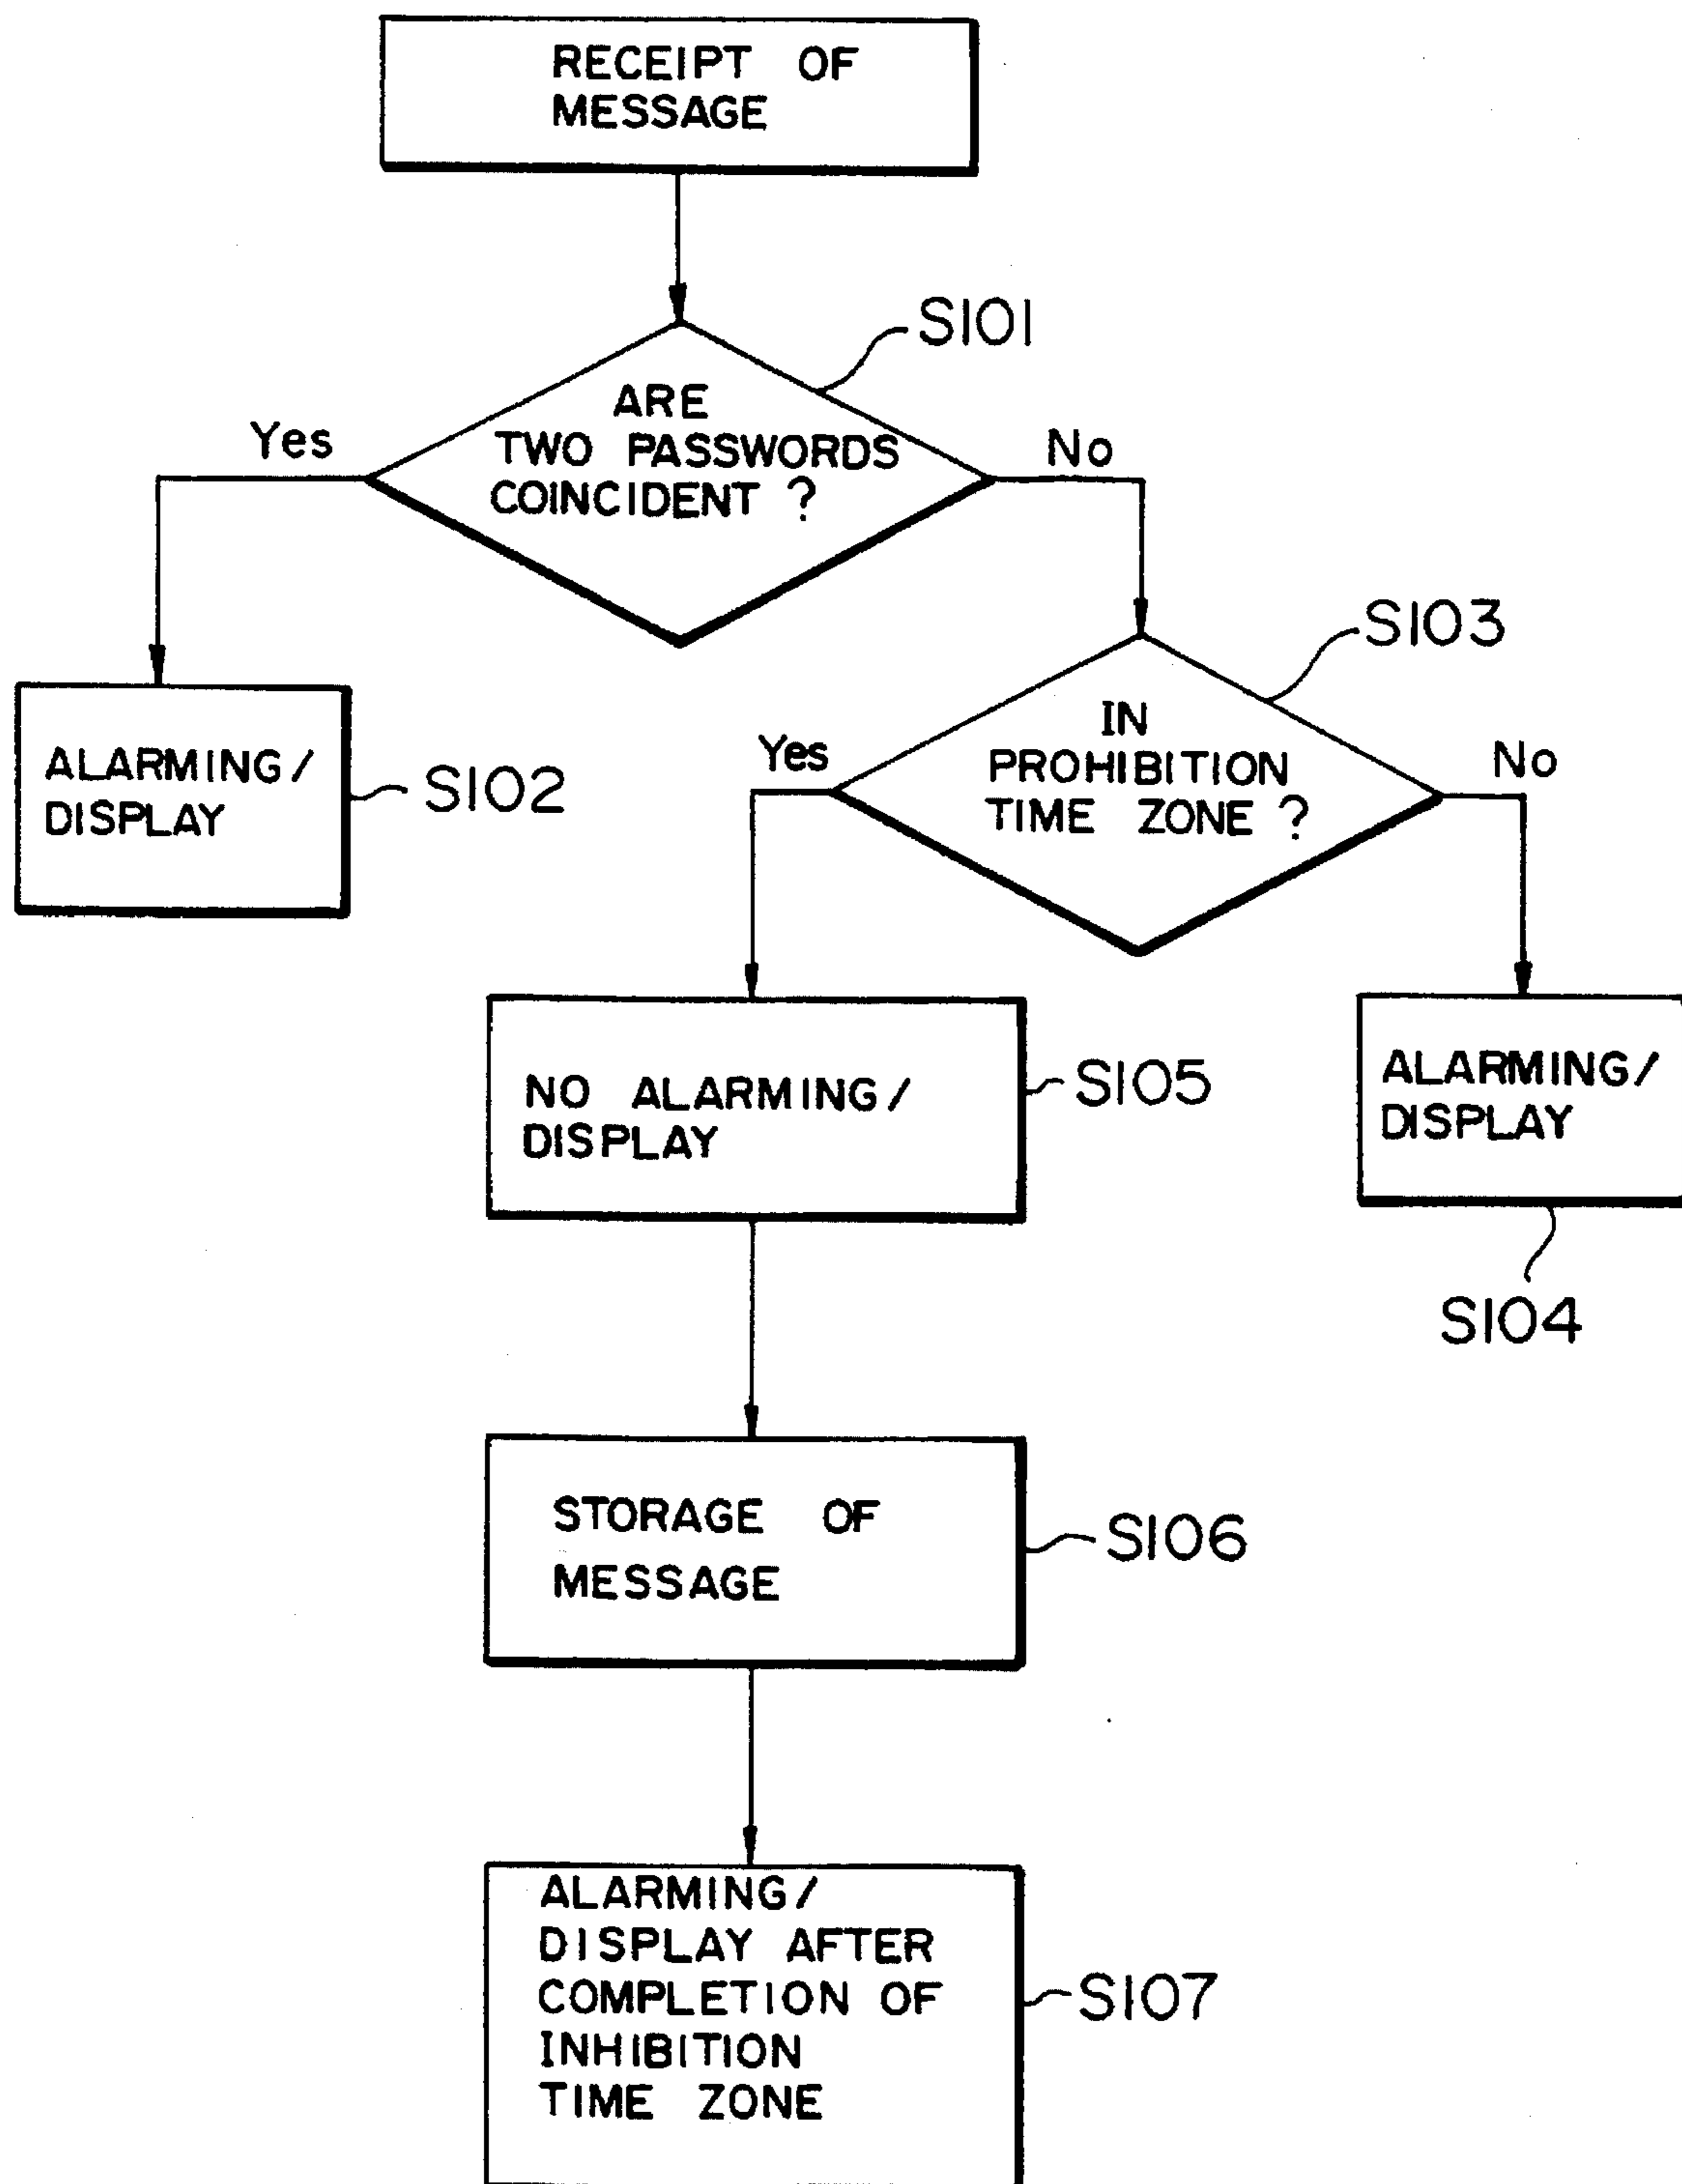 RECEIPT OF
MESSAGE
S101
ARE
TWO PASSWORDS
COINCIDENT ?
Yes
No
S103
IN
PROHIBITION
TIME ZONE ?
Yes
No
ALARMING/
DISPLAY
S102
NO ALARMING/
DISPLAY
S105
ALARMING/
DISPLAY
S104
STORAGE OF
MESSAGE
S106
ALARMING/
DISPLAY AFTER
COMPLETION OF
INHIBITION
TIME ZONE
S107